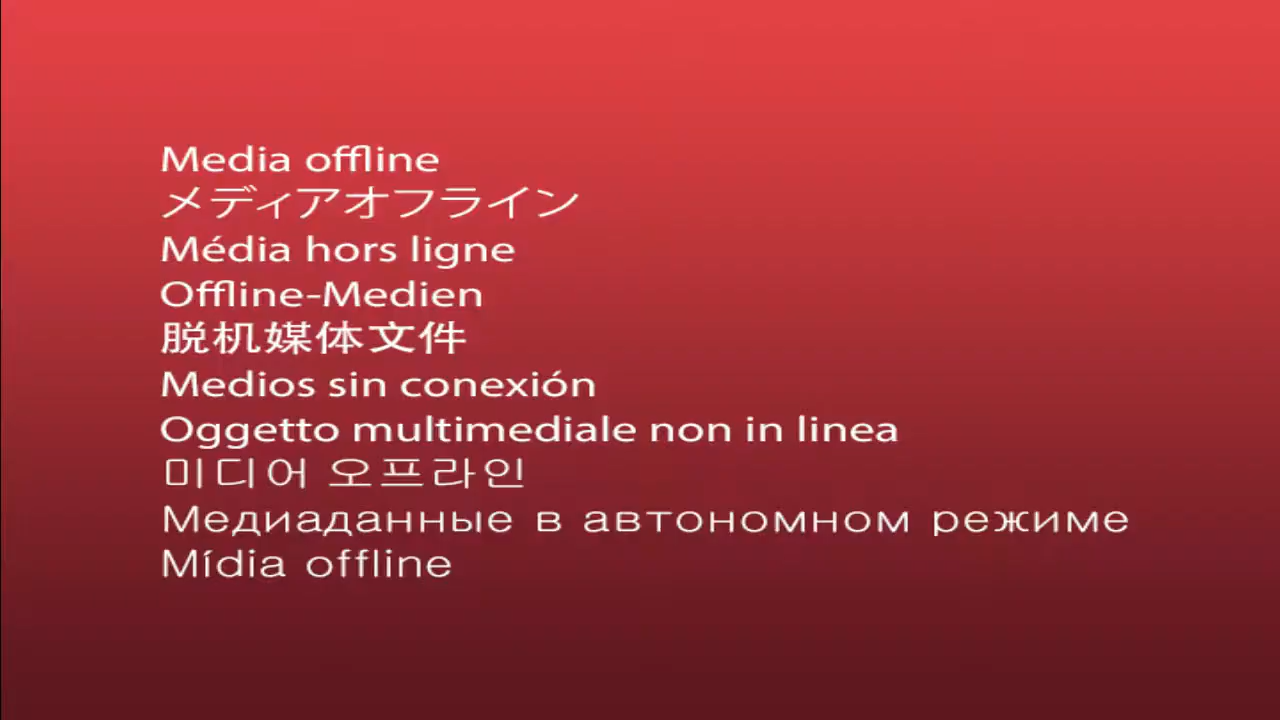 Media offline
メディアオフライン
Média hors ligne
Offline-Medien
脱机媒体文件
Medios sin conexión
Oggetto multimediale non in linea
미디어 오프라인
Медиаданные в автономном режиме
Mídia offline